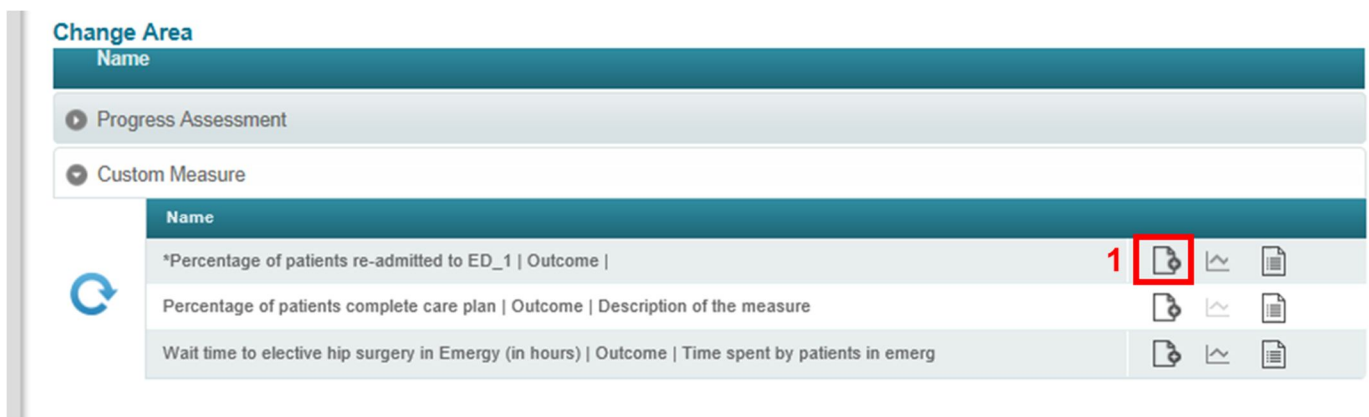 Change Area
Name
Progress Assessment
Custom Measure
Name
*Percentage of patients re-admitted to ED_1 | Outcome |
1
Percentage of patients complete care plan | Outcome | Description of the measure
Wait time to elective hip surgery in Emergy (in hours) | Outcome | Time spent by patients in emerg